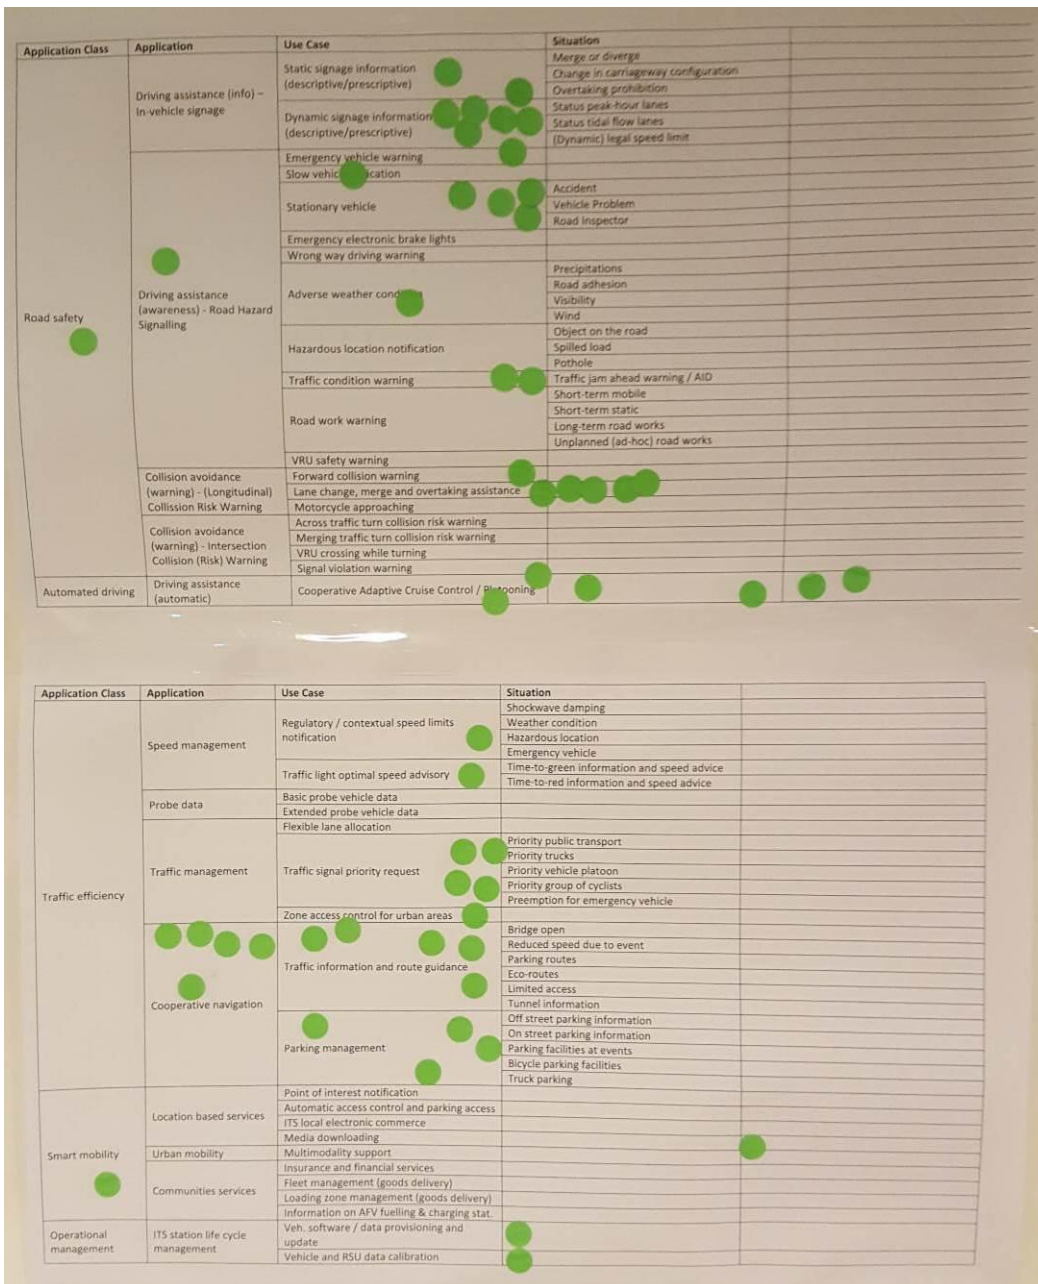 Application Class Application Use Case Situation
Road safety
Driving assistance (info) –
In-vehicle signage
Static signage information
(descriptive/prescriptive)
Merge or diverge
Change in carriageway configuration
Overtaking prohibition
Dynamic signage information
(descriptive/prescriptive)
Status peak-hour lanes
Status tidal flow lanes
(Dynamic) legal speed limit
Driving assistance
(awareness) - Road Hazard
Signalling
Emergency vehicle warning
Slow vehic ication
Stationary vehicle
Accident
Vehicle Problem
Road Inspector
Emergency electronic brake lights
Wrong way driving warning
Adverse weather cond
Precipitations
Road adhesion
Visibility
Wind
Hazardous location notification
Object on the road
Spilled load
Pothole
Traffic condition warning
Traffic jam ahead warning / AID
Road work warning
Short-term mobile
Short-term static
Long-term road works
Unplanned (ad-hoc) road works
VRU safety warning
Collision avoidance
(warning) - (Longitudinal)
Collission Risk Warning
Forward collision warning
Lane change, merge and overtaking assistance
Motorcycle approaching
Collision avoidance
(warning) - Intersection
Collision (Risk) Warning
Across traffic turn collision risk warning
Merging traffic turn collision risk warning
VRU crossing while turning
Signal violation warning
Automated driving
Driving assistance
(automatic)
Cooperative Adaptive Cruise Control / Platooning
Application Class Application Use Case Situation
Traffic efficiency
Speed management
Regulatory / contextual speed limits
notification
Shockwave damping
Weather condition
Hazardous location
Emergency vehicle
Traffic light optimal speed advisory
Time-to-green information and speed advice
Time-to-red information and speed advice
Probe data
Basic probe vehicle data
Extended probe vehicle data
Traffic management
Flexible lane allocation
Traffic signal priority request
Priority public transport
Priority trucks
Priority vehicle platoon
Priority group of cyclists
Preemption for emergency vehicle
Zone access control for urban areas
Cooperative navigation
Traffic information and route guidance
Bridge open
Reduced speed due to event
Parking routes
Eco-routes
Limited access
Tunnel information
Parking management
Off street parking information
On street parking information
Parking facilities at events
Bicycle parking facilities
Truck parking
Smart mobility
Location based services
Point of interest notification
Automatic access control and parking access
ITS local electronic commerce
Media downloading
Urban mobility
Multimodality support
Communities services
Insurance and financial services
Fleet management (goods delivery)
Loading zone management (goods delivery)
Information on AFV fuelling & charging stat.
Operational
management
ITS station life cycle
management
Veh. software / data provisioning and
update
Vehicle and RSU data calibration